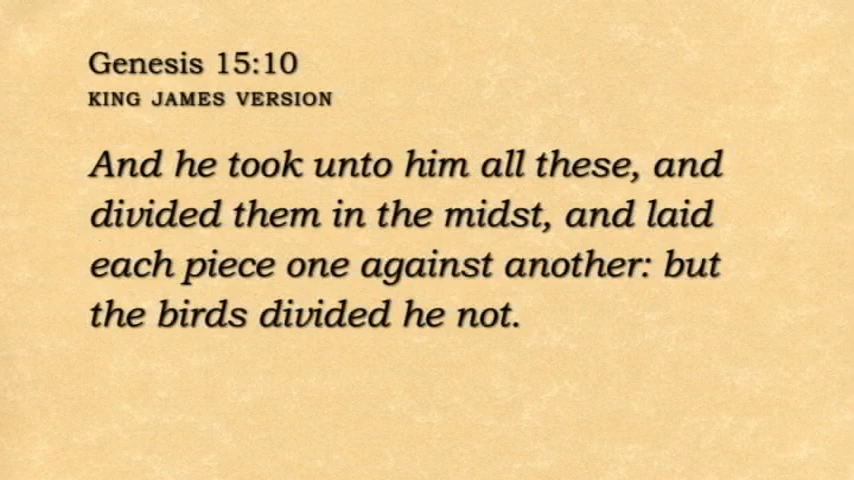 Genesis 15:10
KING JAMES VERSION
And he took unto him all these, and
divided them in the midst, and laid
each piece one against another: but
the birds divided he not.